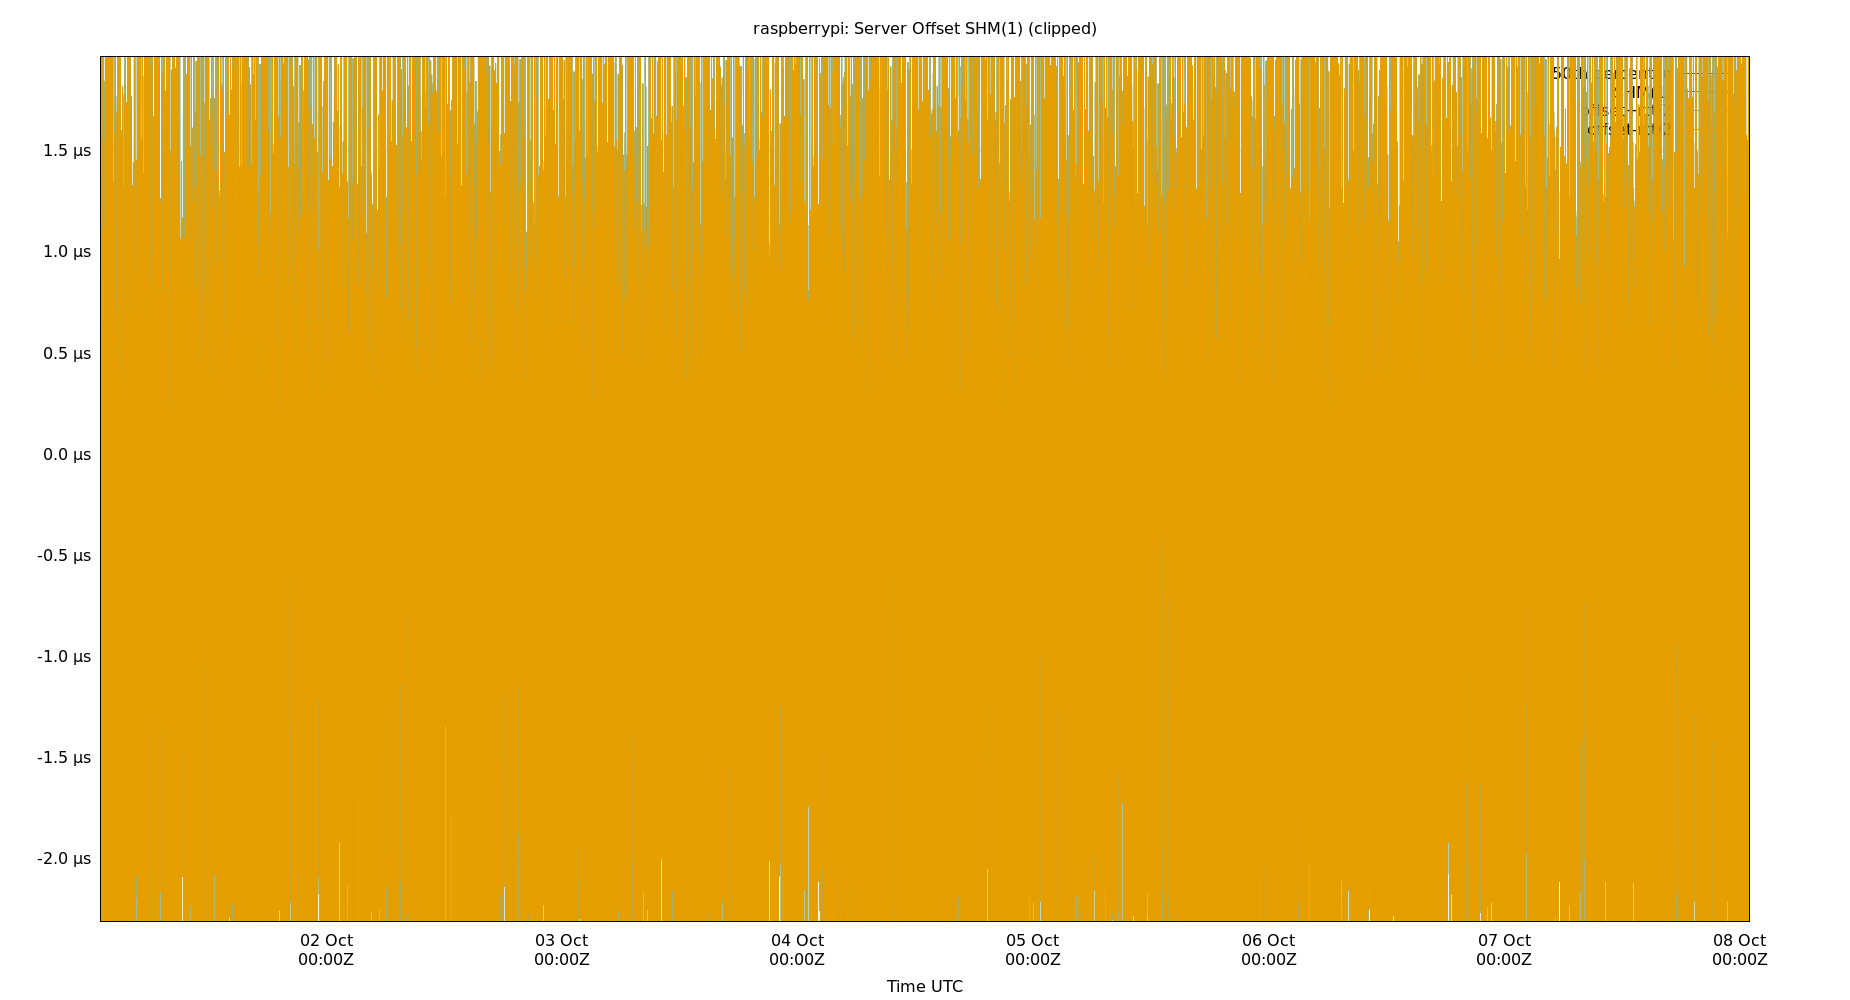 raspberrypi: Server Offset SHM(1) (clipped)
1.5 µs
1.0 µs
0.5 µs
0.0 µs
-0.5 µs
-1.0 µs
-1.5 µs
-2.0 µs
02 Oct
00:00Z
03 Oct
00:00Z
04 Oct
00:00Z
05 Oct
00:00Z
06 Oct
00:00Z
07 Oct
00:00Z
08 Oct
00:00Z
Time UTC